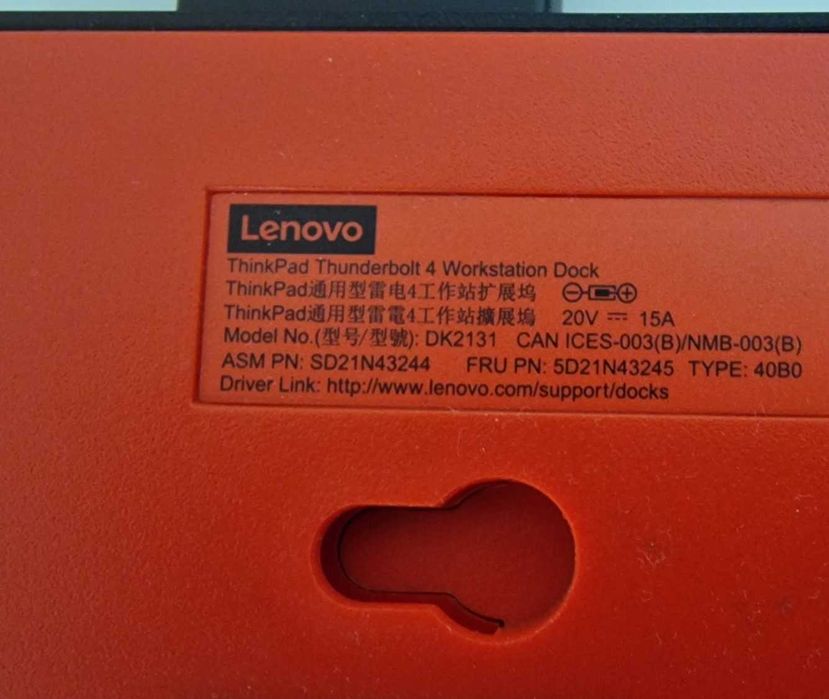 Lenovo
ThinkPad Thunderbolt 4 Workstation Dock
ThinkPad通用型雷电4工作站扩展坞
ThinkPad通用型雷電4工作站擴展塢 20V ⎓ 15A
Model No.(型号/型號): DK2131 CAN ICES-003(B)/NMB-003(B)
ASM PN: SD21N43244 FRU PN: 5D21N43245 TYPE: 40B0
Driver Link: http://www.lenovo.com/support/docks